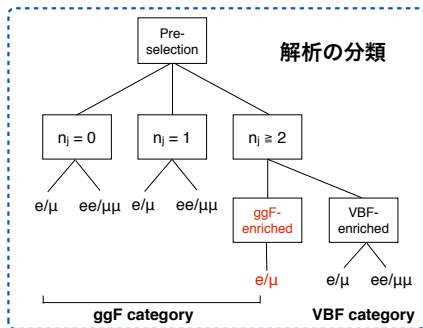 Pre-
selection
解析の分類
nj = 0
nj = 1
nj ≧ 2
e/μ
ee/μμ
e/μ
ee/μμ
ggF-
enriched
VBF-
enriched
e/μ
e/μ
ee/μμ
ggF category
VBF category